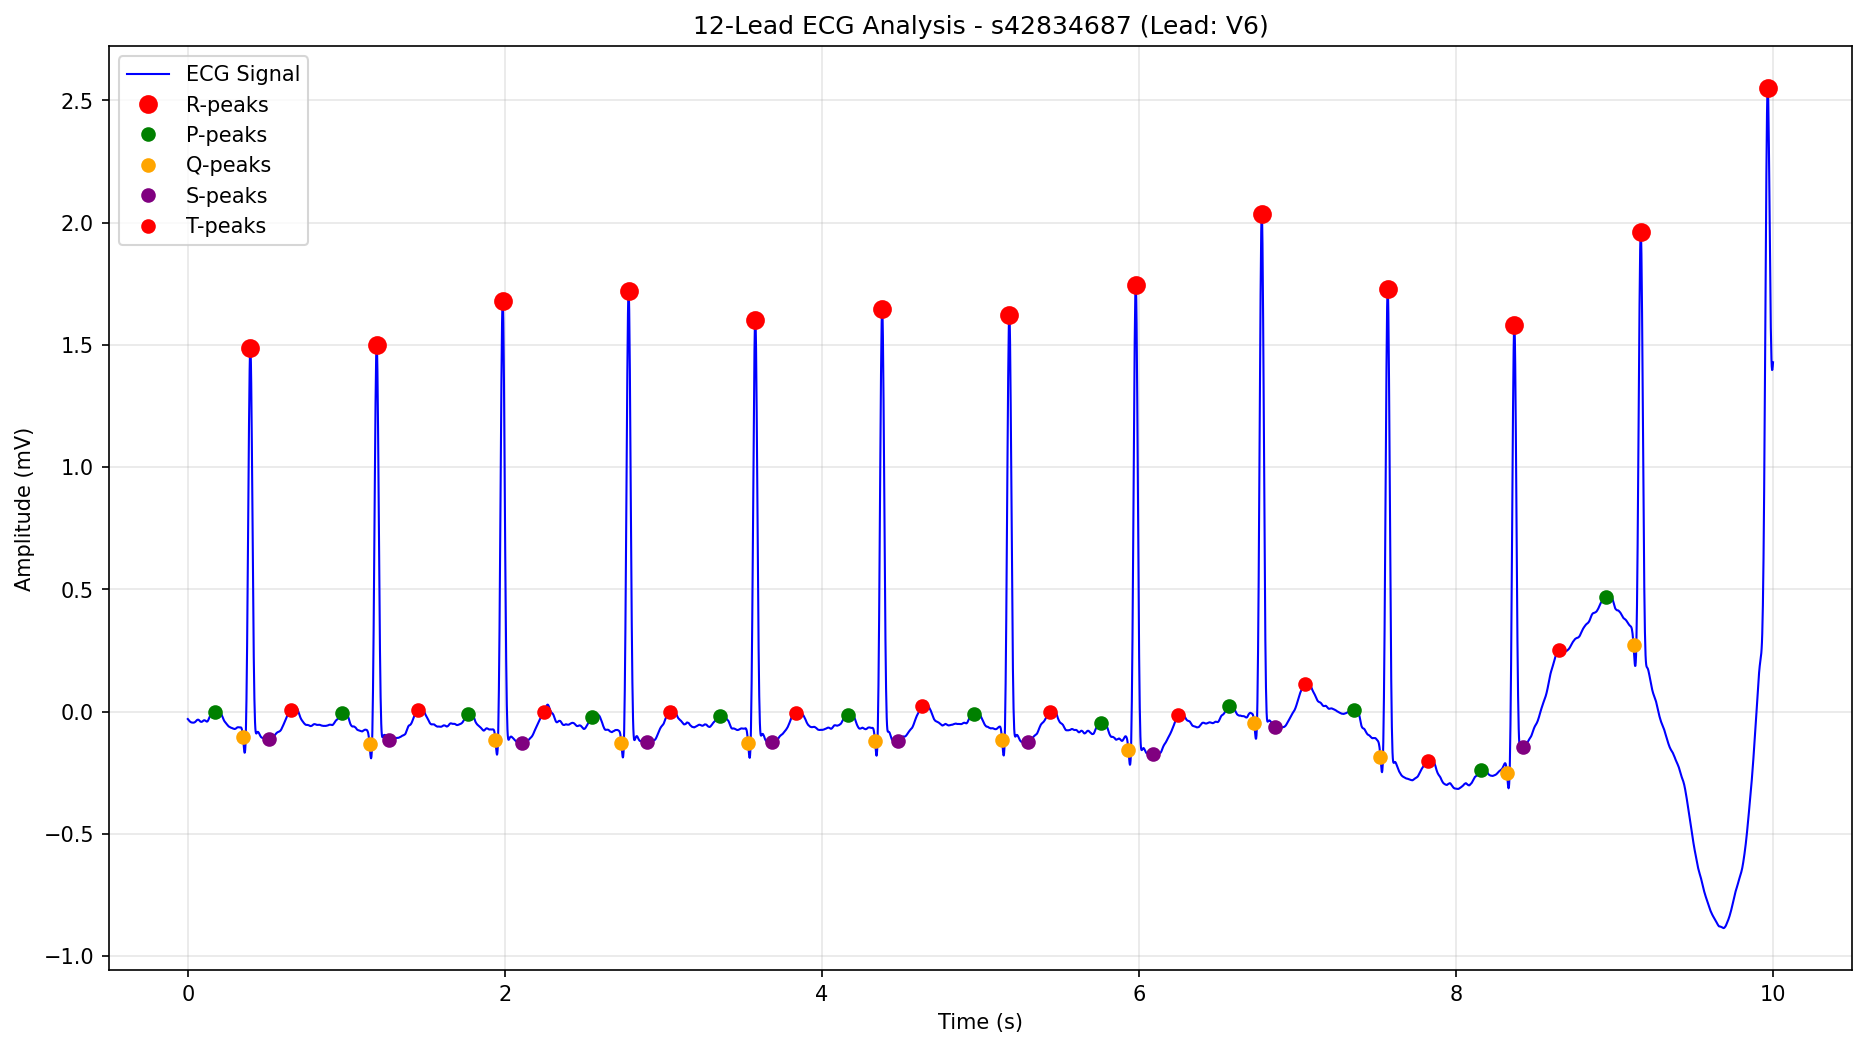 12-Lead ECG Analysis - s42834687 (Lead: V6)
ECG Signal
R-peaks
P-peaks
Q-peaks
S-peaks
T-peaks
Amplitude (mV)
2.5
2.0
1.5
1.0
0.5
0.0
−0.5
−1.0
0 2 4 6 8 10
Time (s)